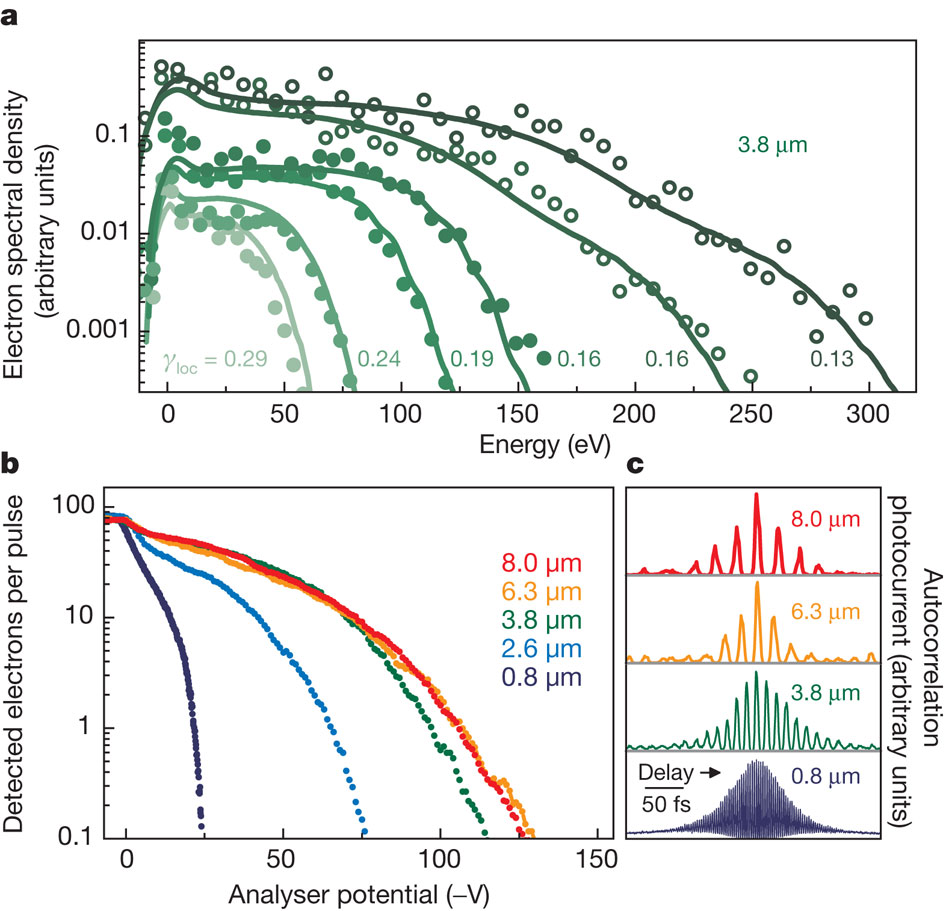 a
Electron spectral density
(arbitrary units)
0.1
0.01
0.001
3.8 μm
γloc = 0.29
0.24
0.19
0.16
0.16
0.13
0
50
100
150
200
250
300
Energy (eV)
b
Detected electrons per pulse
100
10
1
0.1
8.0 μm
6.3 μm
3.8 μm
2.6 μm
0.8 μm
0
50
100
150
Analyser potential (–V)
c
8.0 μm
6.3 μm
3.8 μm
0.8 μm
Delay →
50 fs
Autocorrelation
photocurrent (arbitrary units)